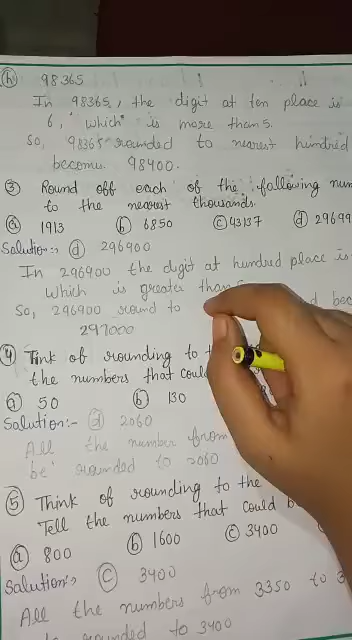 (h) 98365
In 98365, the digit at ten place is
6, which is more than 5.
So, 98365 rounded to nearest hundred
becomes 98400.
(3) Round off each of the following num
to the nearest thousands.
(a) 1913 (b) 6850 (c) 43137 (d) 29699
Solution:- (d) 296900
In 296900 the digit at hundred place is
which is greater than
So, 296900 round to
297000
(4) Tink of rounding to
the numbers that coul
(a) 50 (b) 130
Solution:- (d) 2060
All the number from
be rounded to 2060
(5) Think of rounding to the
Tell the numbers that could b
(a) 800 (b) 1600 (c) 3400
Solution:- (c) 3400
All the numbers from 3350 to 3
rounded to 3400